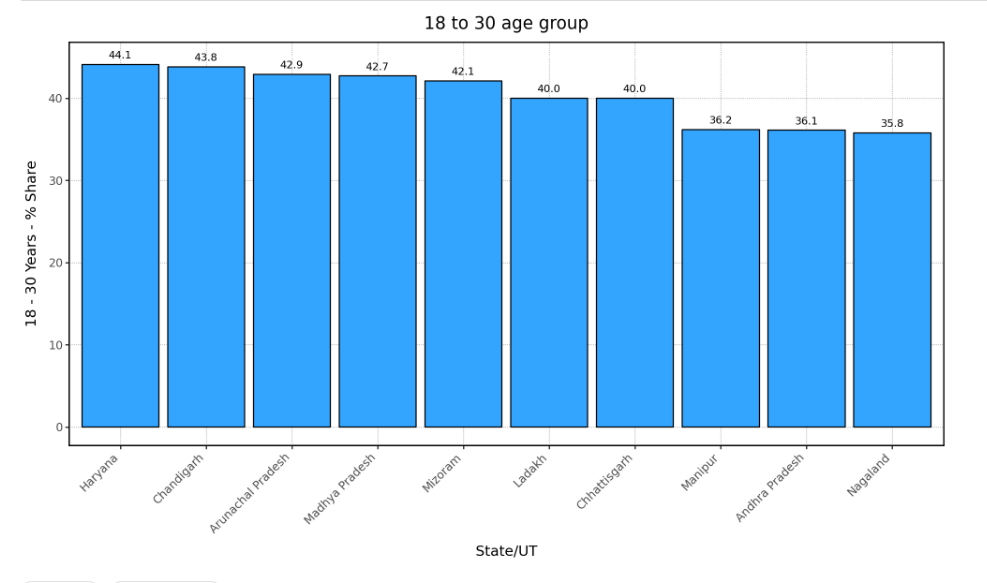 18 to 30 age group
44.1
43.8
42.9
42.7
42.1
40.0
40.0
36.2
36.1
35.8
40
30
20
10
0
18 - 30 Years - % Share
Haryana
Chandigarh
Arunachal Pradesh
Madhya Pradesh
Mizoram
Ladakh
Chhattisgarh
Manipur
Andhra Pradesh
Nagaland
State/UT